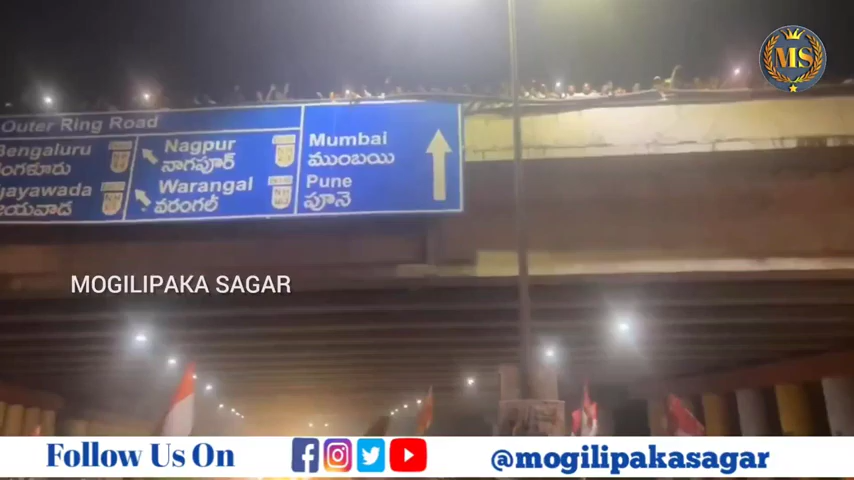 MS
Outer Ring Road
Bengaluru
Nagpur
నాగపూర్
Warangal
వరంగల్
Mumbai
ముంబయి
Pune
పూనె
MOGILIPAKA SAGAR
Follow Us On
@mogilipakasagar